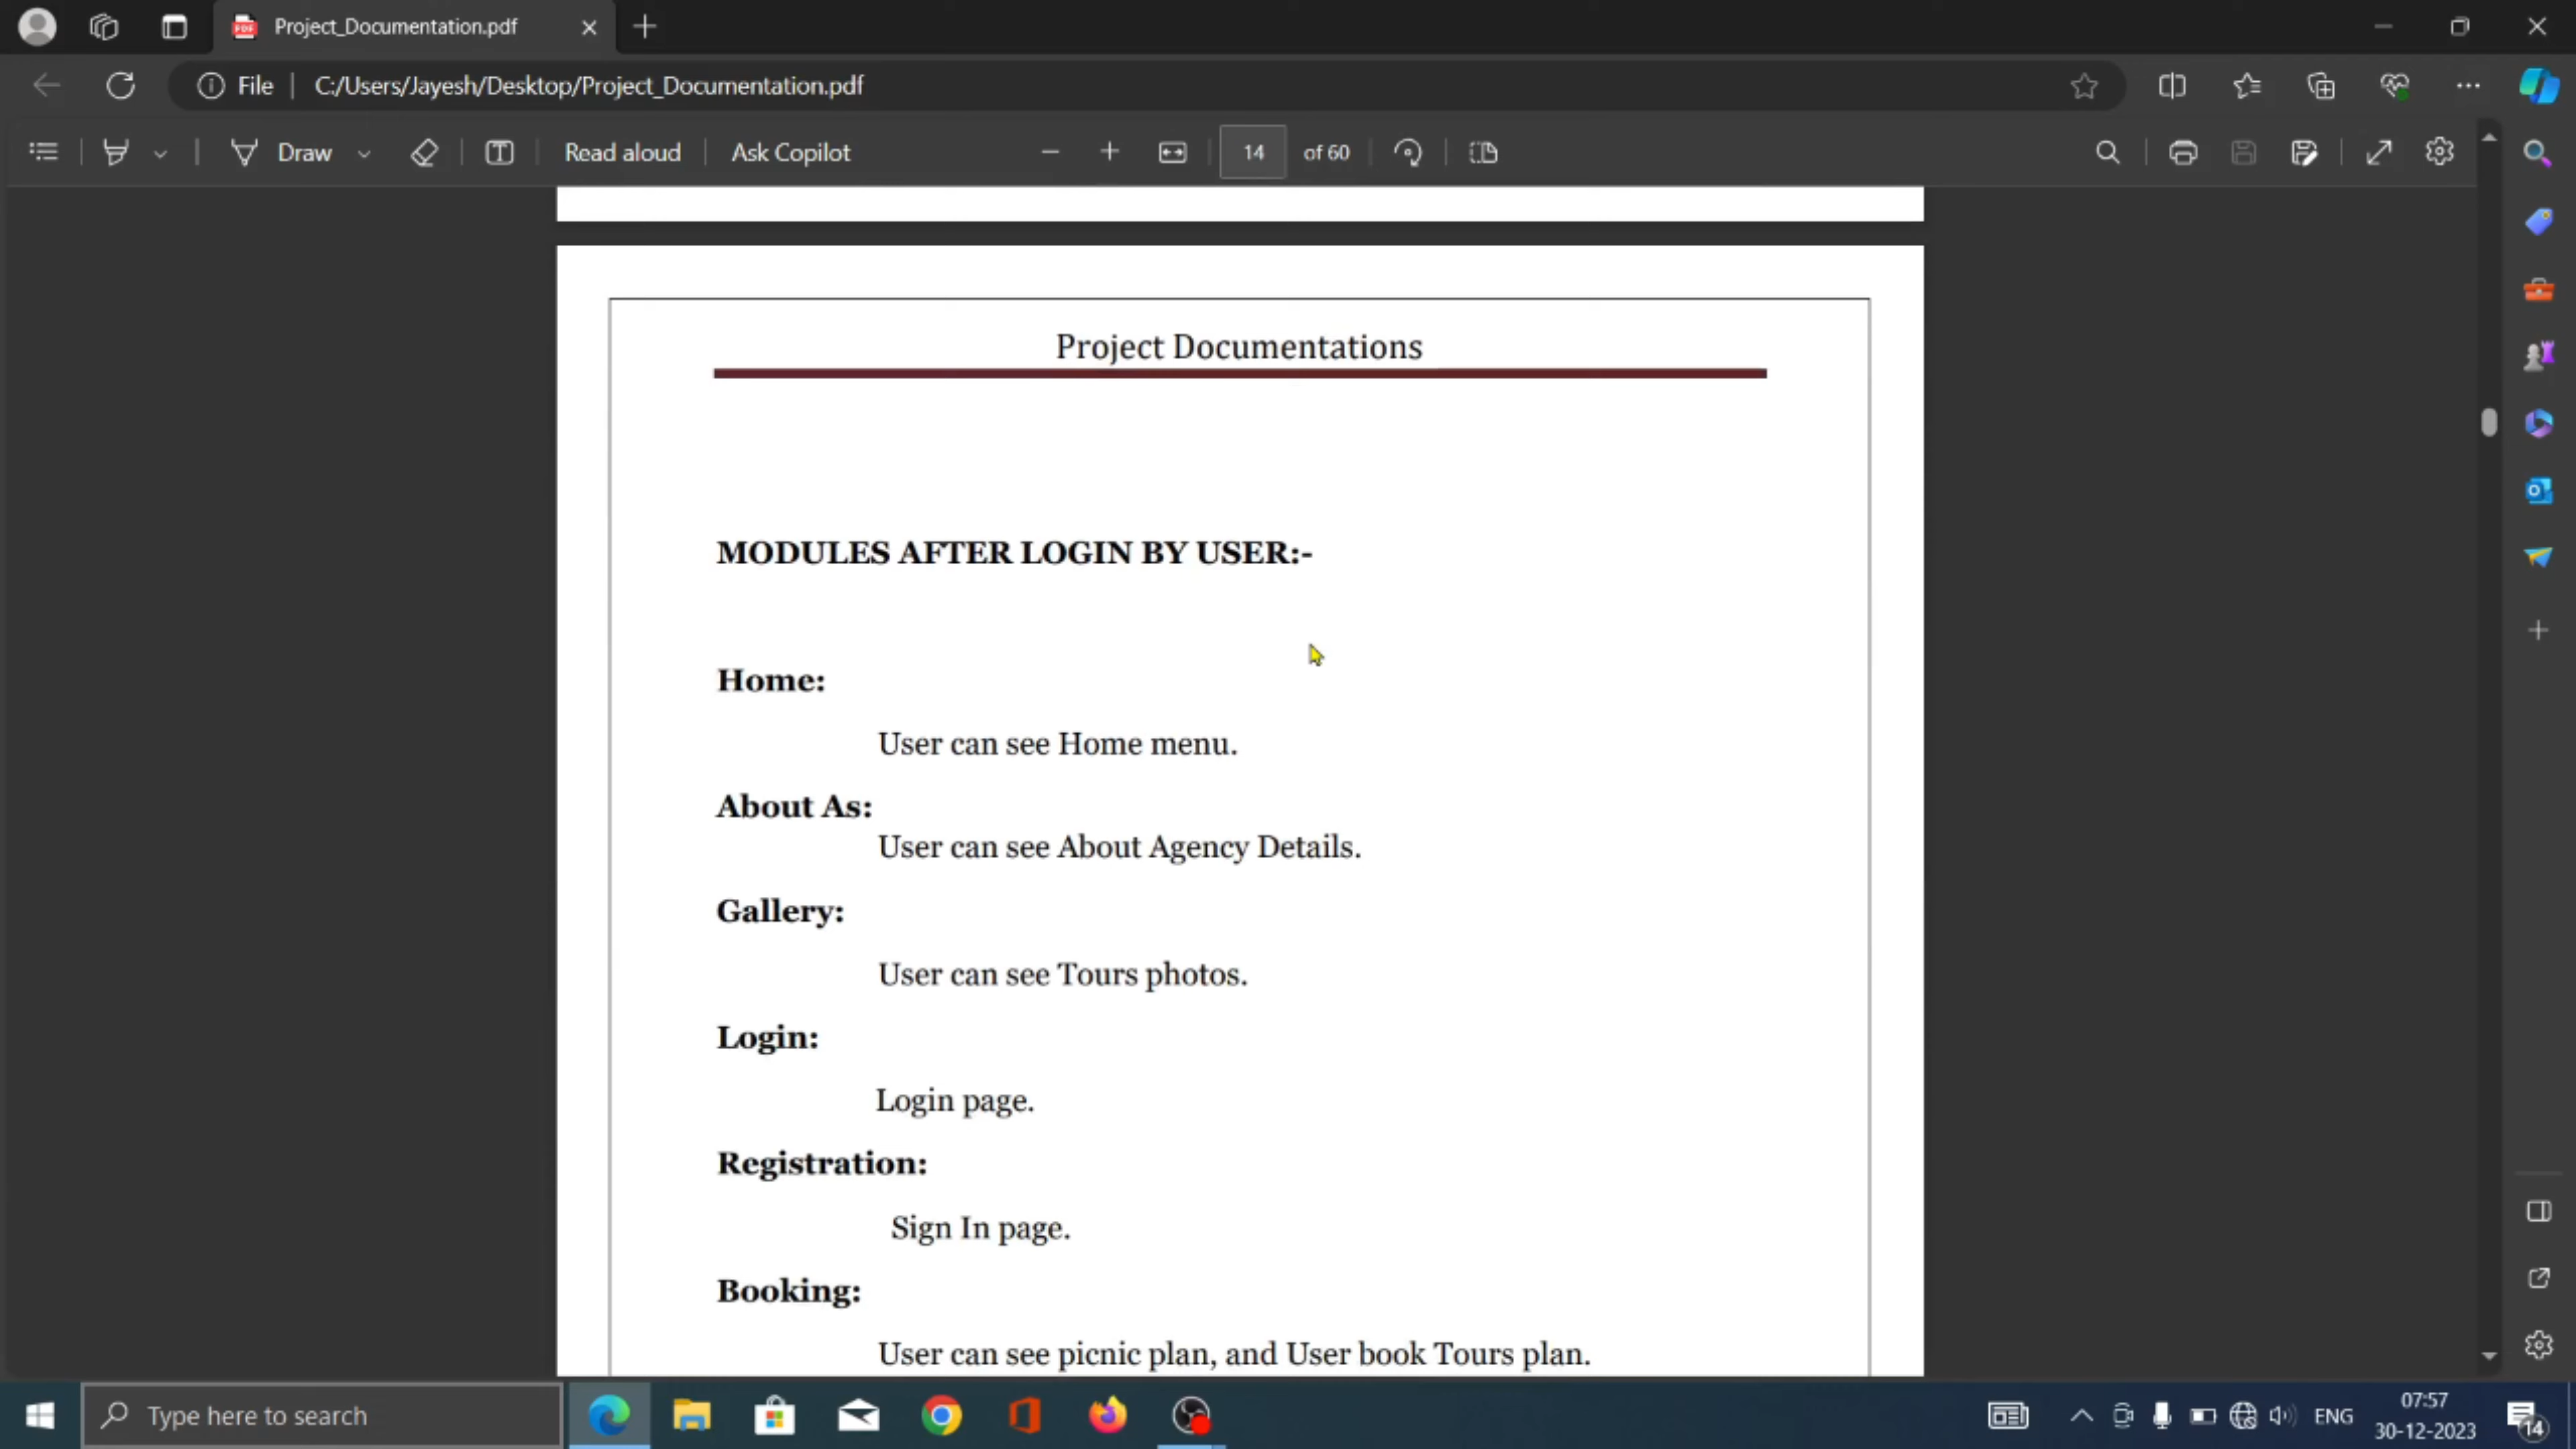 Project_Documentation.pdf
File
C:/Users/Jayesh/Desktop/Project_Documentation.pdf
Draw
Read aloud
Ask Copilot
14
of 60
Project Documentations
MODULES AFTER LOGIN BY USER:-
Home:
User can see Home menu.
About As:
User can see About Agency Details.
Gallery:
User can see Tours photos.
Login:
Login page.
Registration:
Sign In page.
Booking:
User can see picnic plan, and User book Tours plan.
Type here to search
ENG
07:57
30-12-2023
14